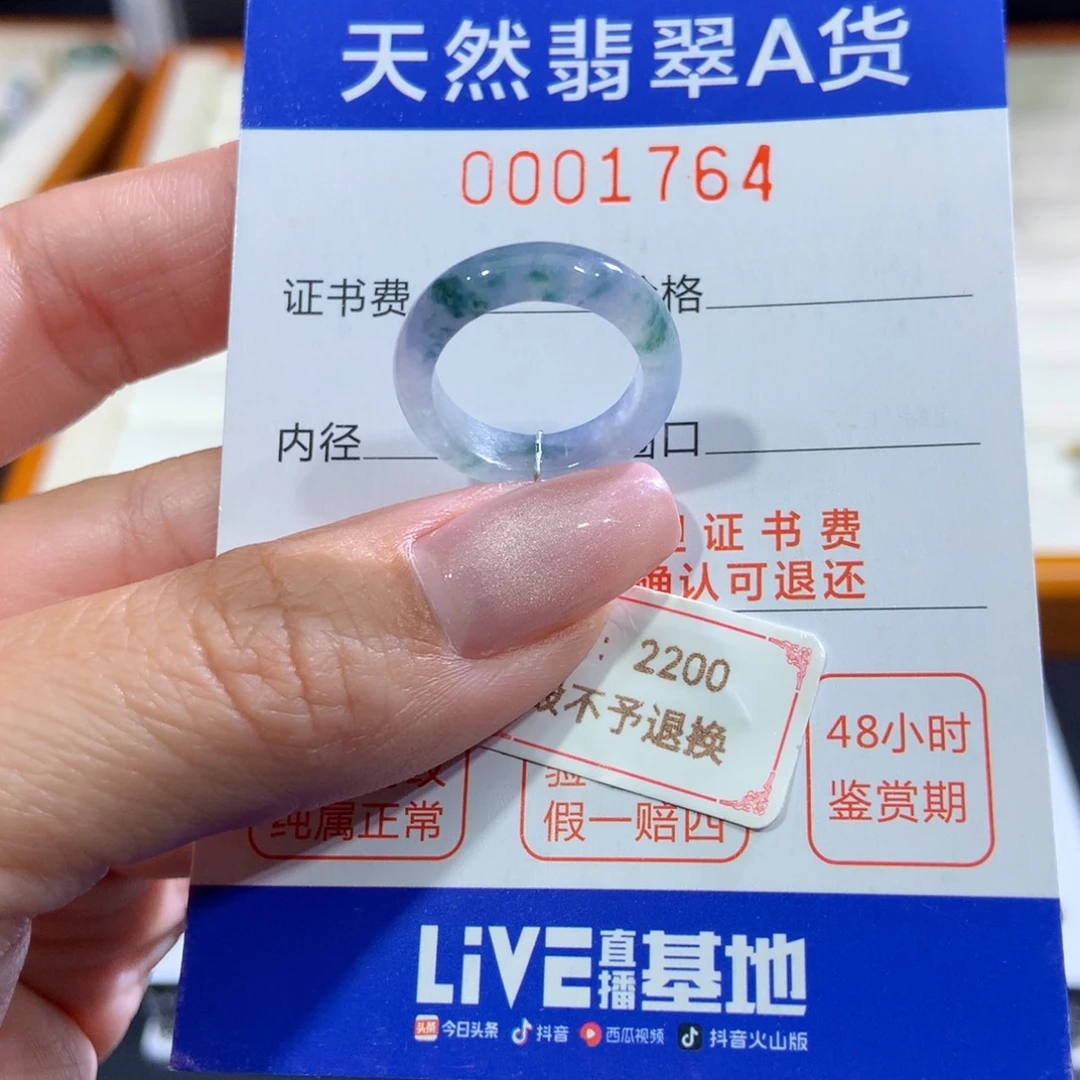 天然翡翠A货
0001764
证书费
格
内径
口
证书费
确认可退还
: 2200
不予退换
纯属正常
验
假一赔四
48小时
鉴赏期
LiVE直播基地
头条 今日头条 抖音 西瓜视频 抖音火山版